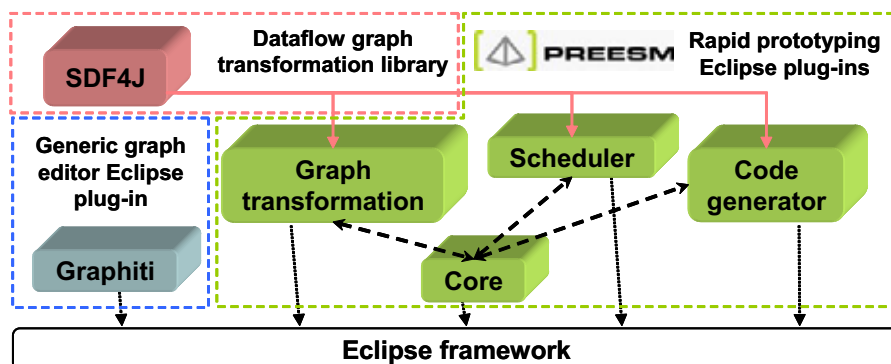 SDF4J
Dataflow graph
transformation library
PREESM
Rapid prototyping
Eclipse plug-ins
Generic graph
editor Eclipse
plug-in
Graph
transformation
Scheduler
Code
generator
Graphiti
Core
Eclipse framework